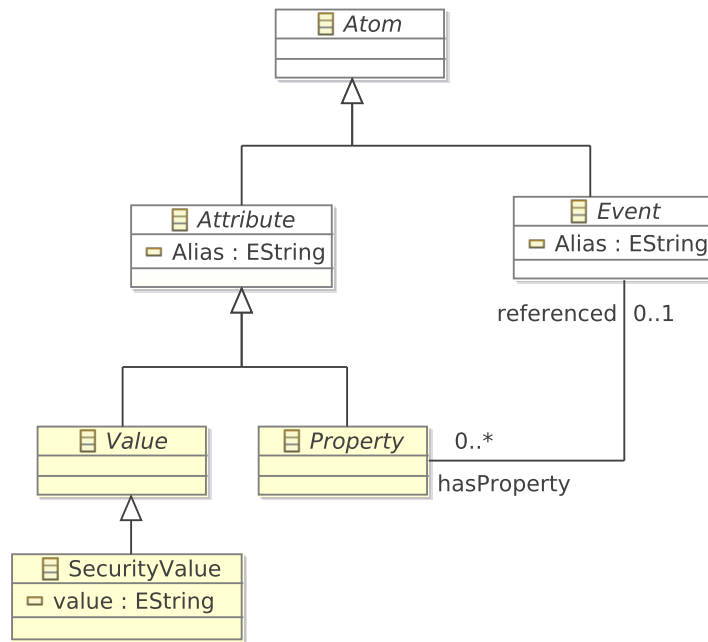 Atom
Attribute
Alias : EString
Event
Alias : EString
referenced 0..1
Value
Property
0..*
hasProperty
SecurityValue
value : EString